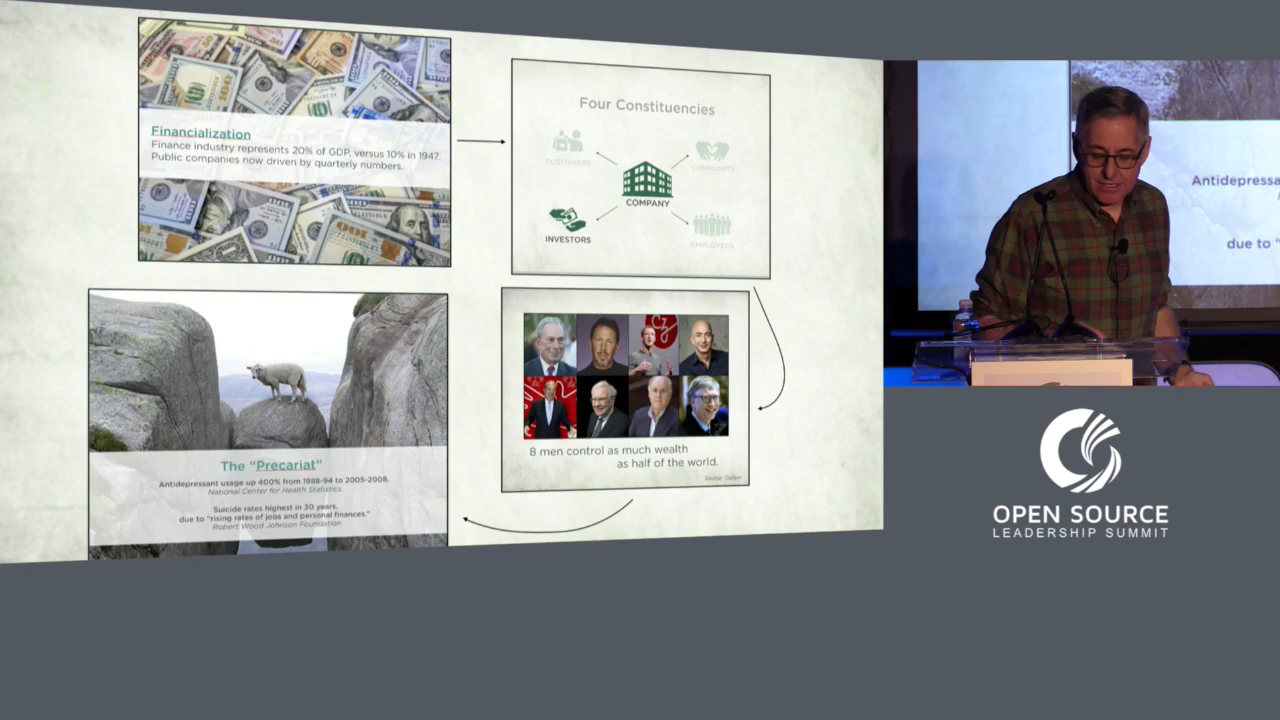 Financialization
Finance industry represents 20% of GDP, versus 10% in 1947.
Public companies now driven by quarterly numbers.
Four Constituencies
CUSTOMERS
COMMUNITY
COMPANY
INVESTORS
EMPLOYEES
8 men control as much wealth
as half of the world.
Source: Oxfam
The "Precariat"
Antidepressant usage up 400% from 1988-94 to 2005-2008.
National Center for Health Statistics.
Suicide rates highest in 30 years,
due to "rising rates of jobs and personal finances."
Robert Wood Johnson Foundation
Antidepressa
due to "
OPEN SOURCE
LEADERSHIP SUMMIT